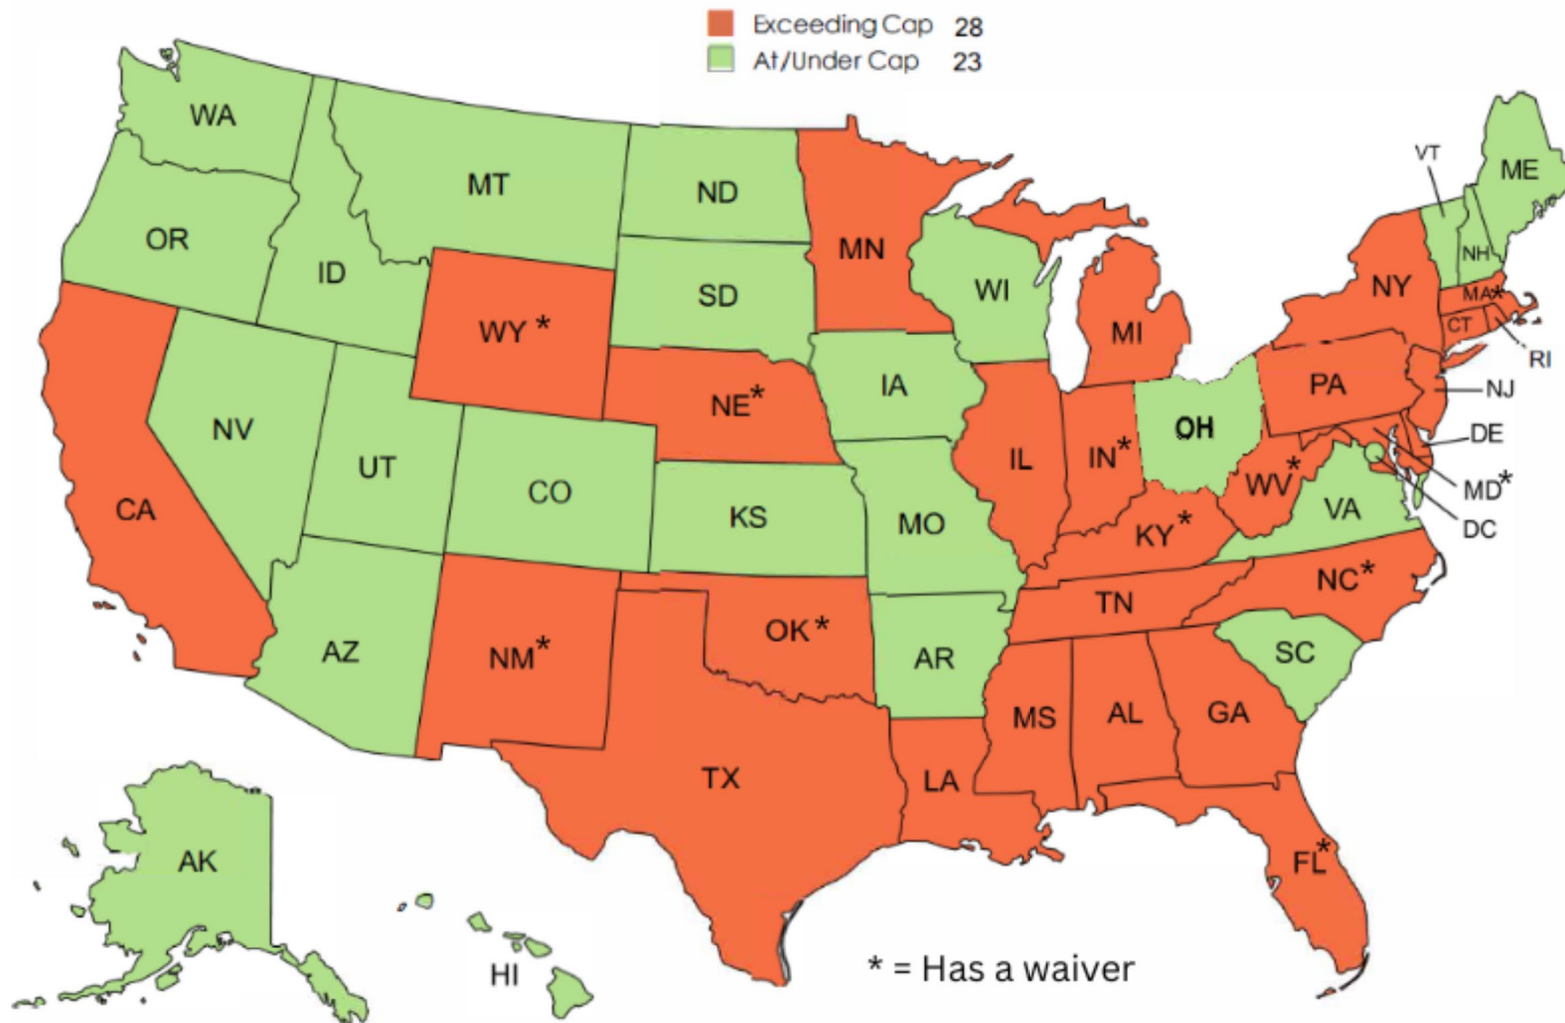 Exceeding Cap 28
At/Under Cap 23
WA
MT
ND
MN
VT
ME
OR
ID
SD
WI
NH
NY
MA*
CT
RI
WY *
MI
IA
PA
NJ
NE*
NV
OH
DE
UT
CO
IL
IN*
WV*
MD*
CA
KS
MO
KY *
VA
DC
NC*
TN
AZ
NM*
OK *
AR
SC
MS
AL
GA
TX
LA
AK
FL*
HI
* = Has a waiver